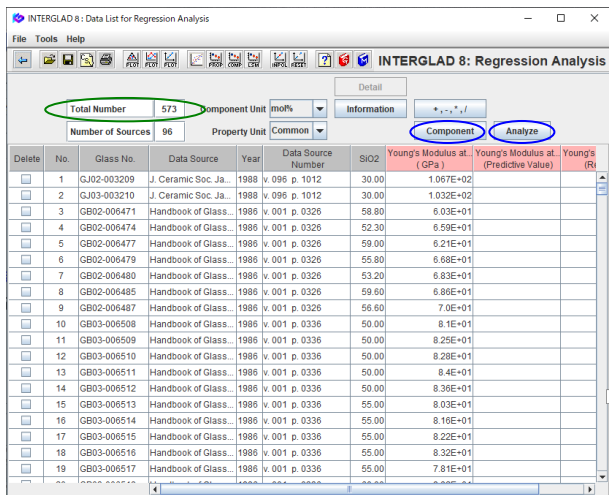 INTERGLAD 8 : Data List for Regression Analysis
File Tools Help
INTERGLAD 8: Regression Analysis
Detail
Total Number 573 Component Unit mol% Information +,-,*,/
Number of Sources 96 Property Unit Common Component Analyze
Delete No. Glass No. Data Source Year Data Source Number SiO2 Young's Modulus at... ( GPa ) Young's Modulus at... (Predictive Value) Young's (Re
1 GJ02-003209 J. Ceramic Soc. Ja... 1988 v. 096 p. 1012 30.00 1.067E+02
2 GJ03-003210 J. Ceramic Soc. Ja... 1988 v. 096 p. 1012 30.00 1.032E+02
3 GB02-006471 Handbook of Glass... 1986 v. 001 p. 0326 58.80 6.03E+01
4 GB02-006474 Handbook of Glass... 1986 v. 001 p. 0326 52.30 6.59E+01
5 GB02-006477 Handbook of Glass... 1986 v. 001 p. 0326 59.00 6.21E+01
6 GB02-006479 Handbook of Glass... 1986 v. 001 p. 0326 55.80 6.68E+01
7 GB02-006480 Handbook of Glass... 1986 v. 001 p. 0326 53.20 6.83E+01
8 GB02-006485 Handbook of Glass... 1986 v. 001 p. 0326 59.60 6.86E+01
9 GB02-006487 Handbook of Glass... 1986 v. 001 p. 0326 56.60 7.0E+01
10 GB03-006508 Handbook of Glass... 1986 v. 001 p. 0336 50.00 8.1E+01
11 GB03-006509 Handbook of Glass... 1986 v. 001 p. 0336 50.00 8.25E+01
12 GB03-006510 Handbook of Glass... 1986 v. 001 p. 0336 50.00 8.28E+01
13 GB03-006511 Handbook of Glass... 1986 v. 001 p. 0336 50.00 8.4E+01
14 GB03-006512 Handbook of Glass... 1986 v. 001 p. 0336 50.00 8.36E+01
15 GB03-006513 Handbook of Glass... 1986 v. 001 p. 0336 55.00 8.03E+01
16 GB03-006514 Handbook of Glass... 1986 v. 001 p. 0336 55.00 8.16E+01
17 GB03-006515 Handbook of Glass... 1986 v. 001 p. 0336 55.00 8.22E+01
18 GB03-006516 Handbook of Glass... 1986 v. 001 p. 0336 55.00 8.32E+01
19 GB03-006517 Handbook of Glass... 1986 v. 001 p. 0336 55.00 7.81E+01